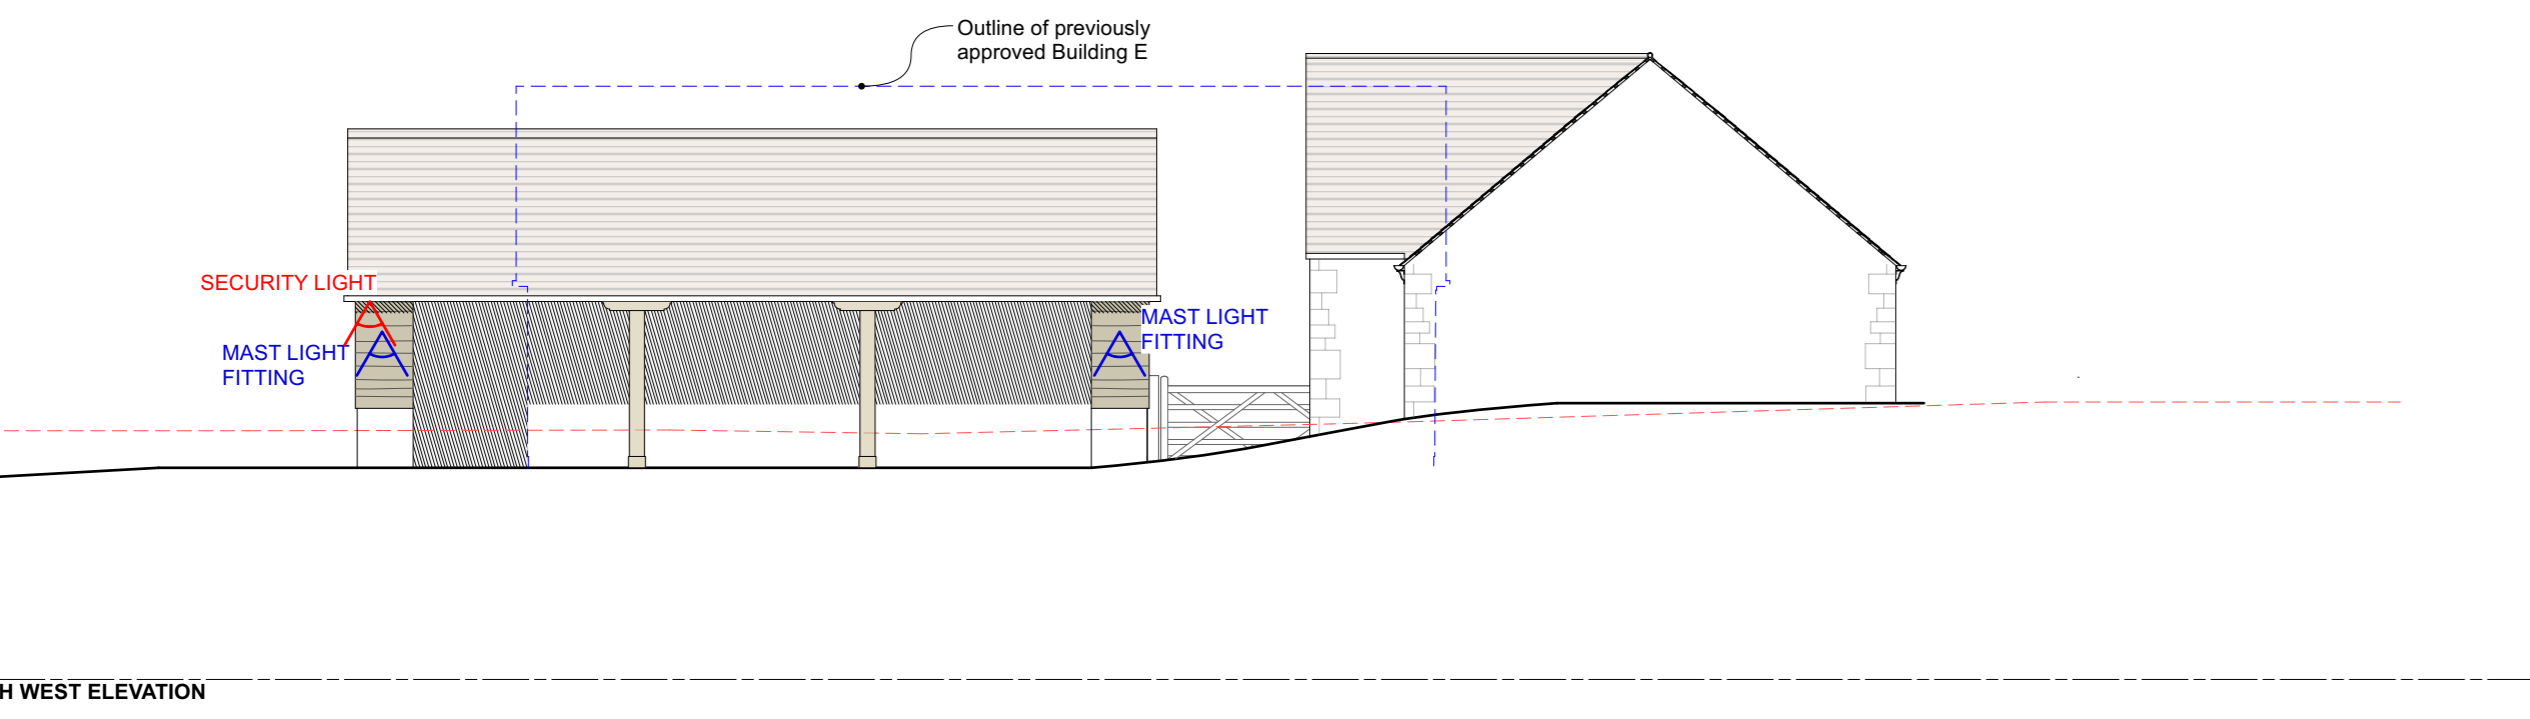 Outline of previously
approved Building E
SECURITY LIGHT
MAST LIGHT
FITTING
MAST LIGHT
FITTING
H WEST ELEVATION